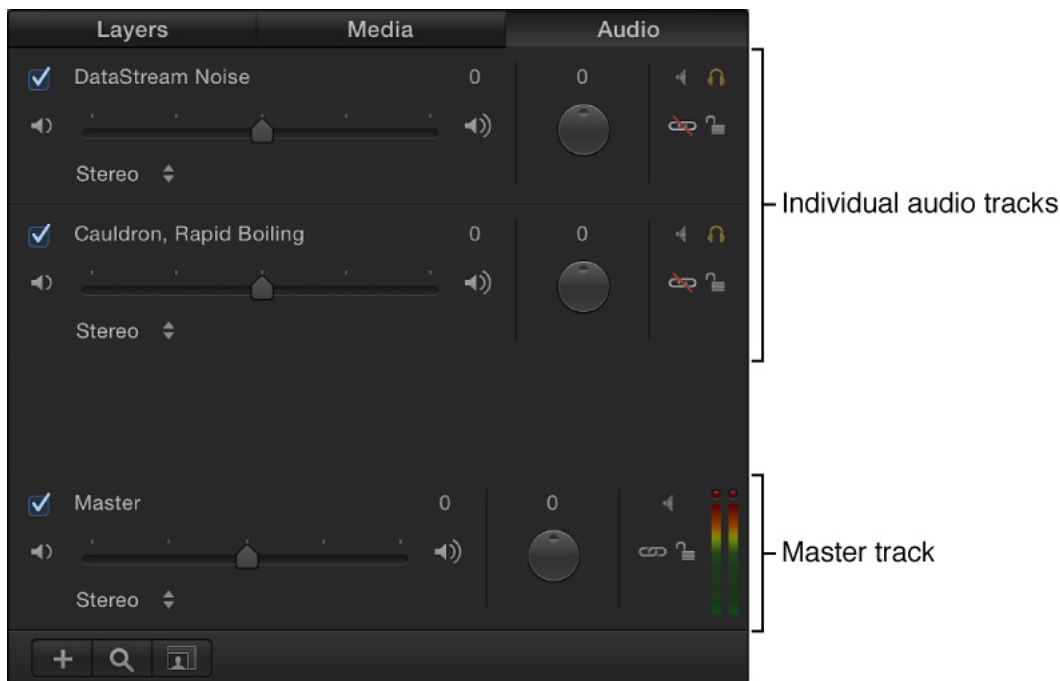 Layers Media Audio
DataStream Noise 0 0
Stereo
Individual audio tracks
Cauldron, Rapid Boiling 0 0
Stereo
Master 0 0
Master track
Stereo